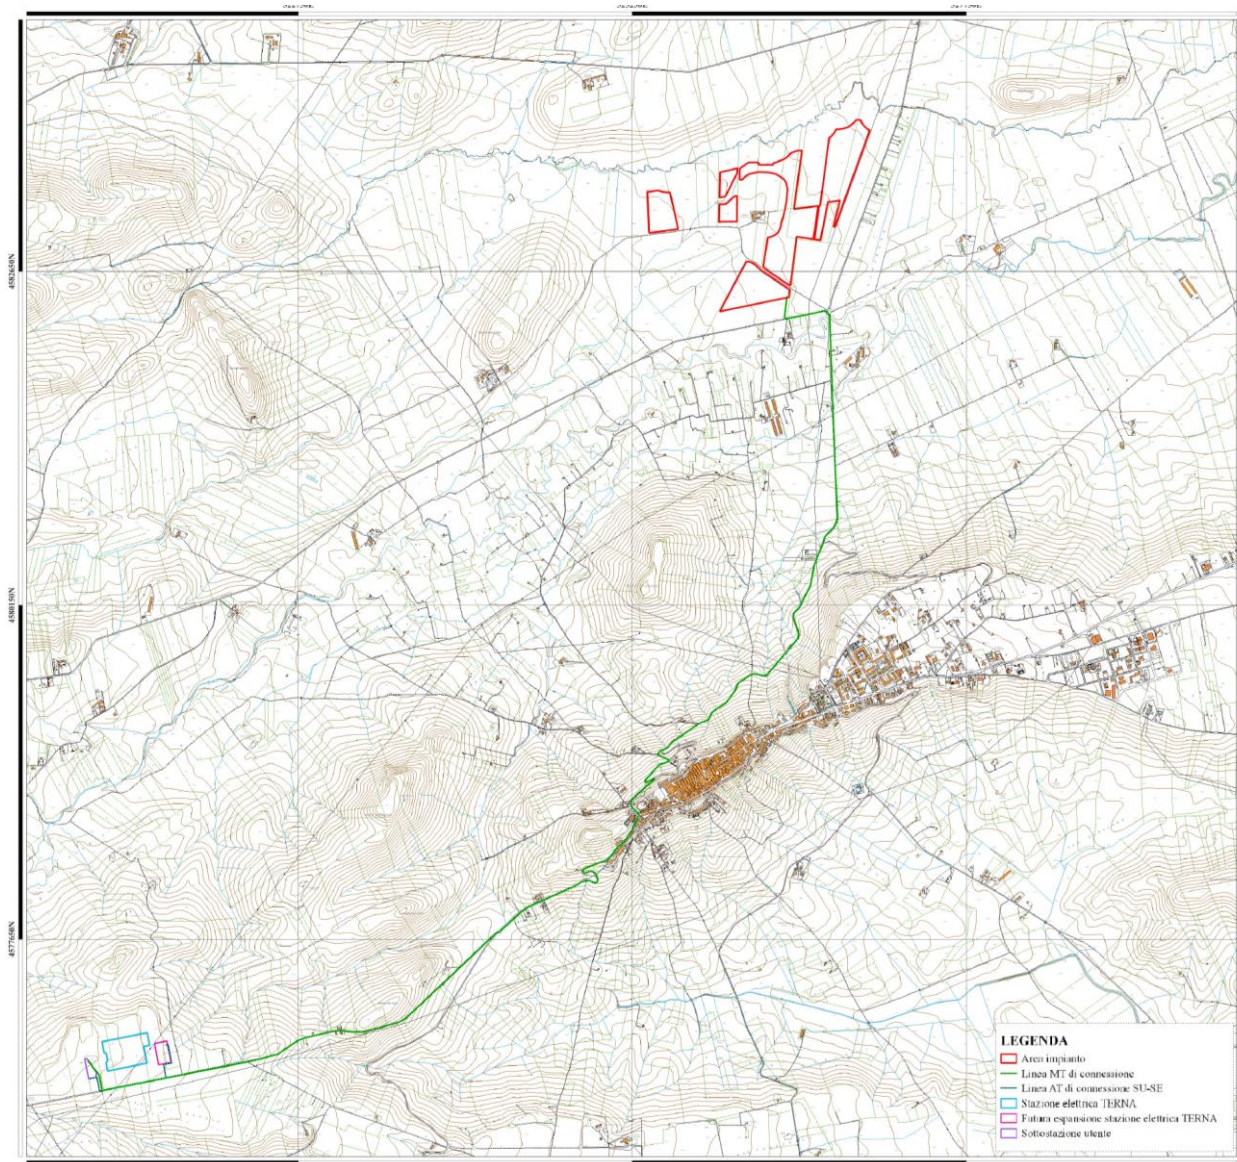 4582650N
4580150N
4577650N
LEGENDA
Area impianto
Linea MT di connessione
Linea AT di connessione SU-SE
Stazione elettrica TERNA
Futura espansione stazione elettrica TERNA
Sottostazione utente